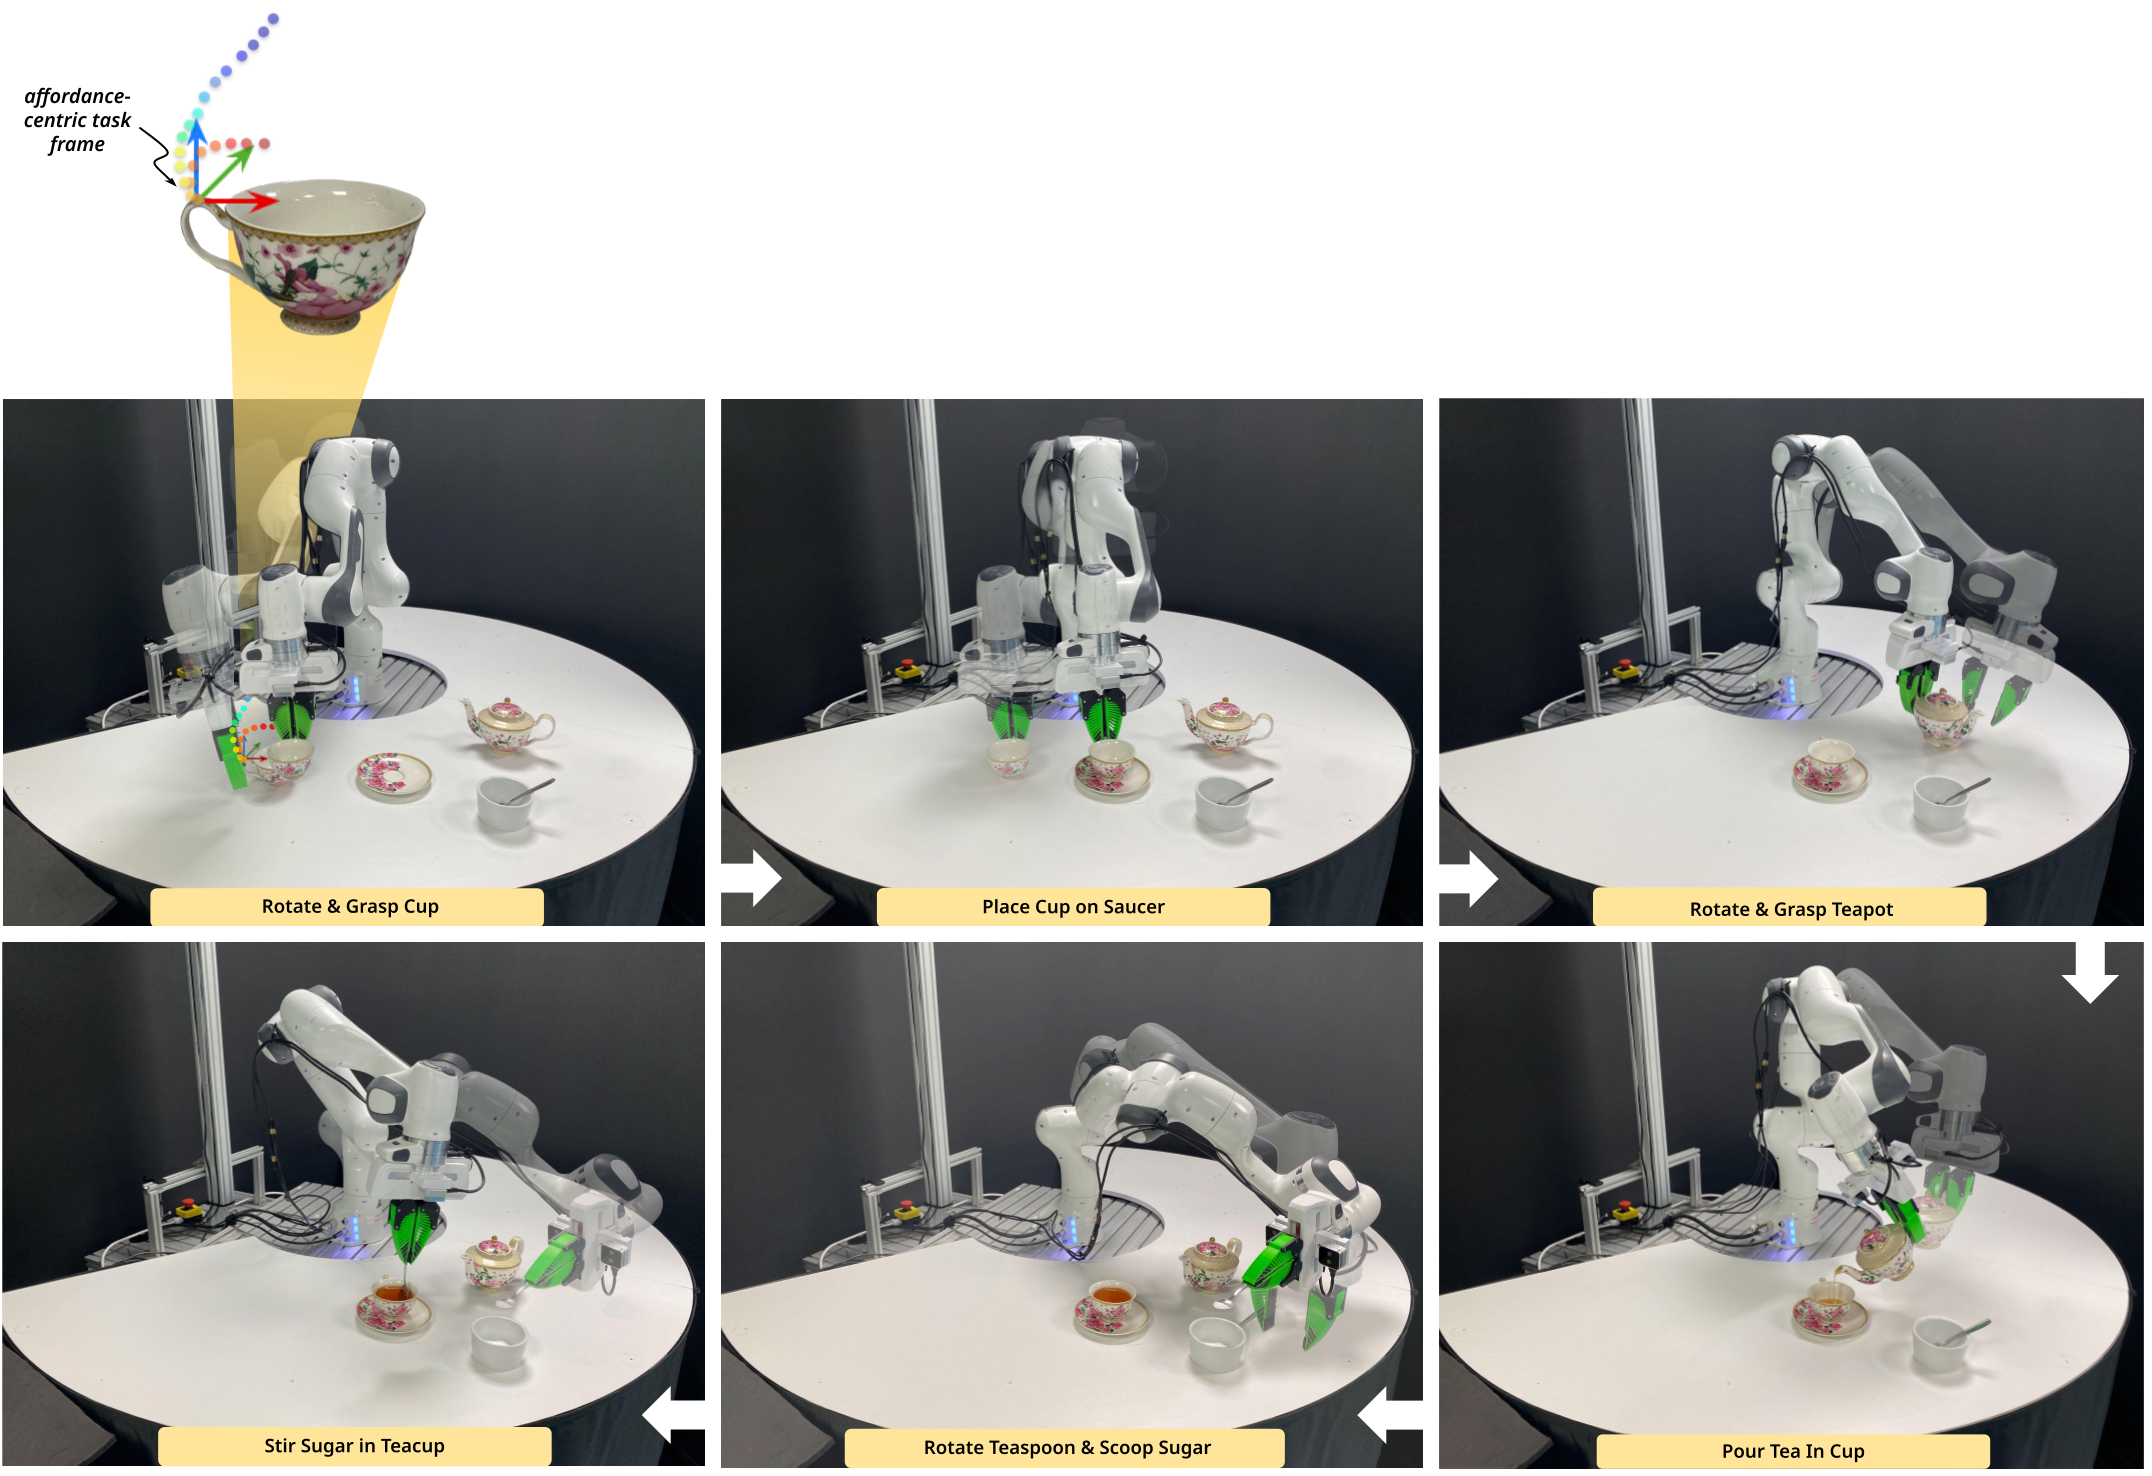 affordance-
centric task
frame
Rotate & Grasp Cup
Place Cup on Saucer
Rotate & Grasp Teapot
Stir Sugar in Teacup
Rotate Teaspoon & Scoop Sugar
Pour Tea In Cup